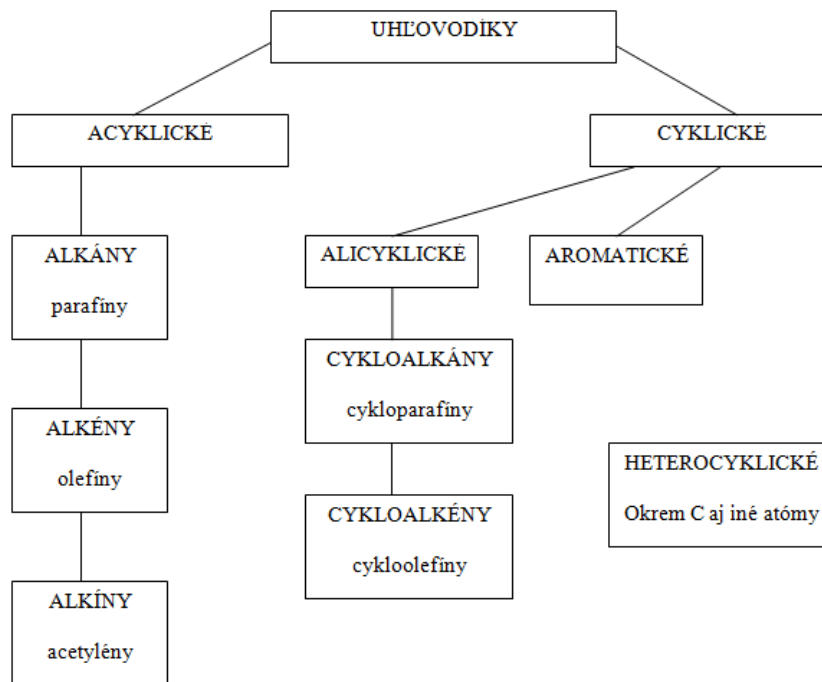 UHĽOVODÍKY
ACYKLICKÉ
CYKLICKÉ
ALKÁNY
parafíny
ALICYKLICKÉ
AROMATICKÉ
CYKLOALKÁNY
cykloparafíny
ALKÉNY
olefíny
HETEROCYKLICKÉ
Okrem C aj iné atómy
CYKLOALKÉNY
cykloolefíny
ALKÍNY
acetylény